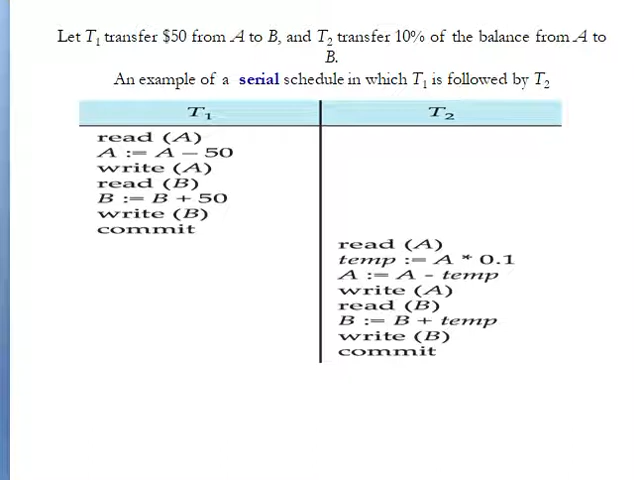 Let T₁ transfer $50 from A to B, and T₂ transfer 10% of the balance from A to
B.
An example of a serial schedule in which T₁ is followed by T₂
T₁ T₂
read (A)
A := A – 50
write (A)
read (B)
B := B + 50
write (B)
commit
read (A)
temp := A * 0.1
A := A - temp
write (A)
read (B)
B := B + temp
write (B)
commit